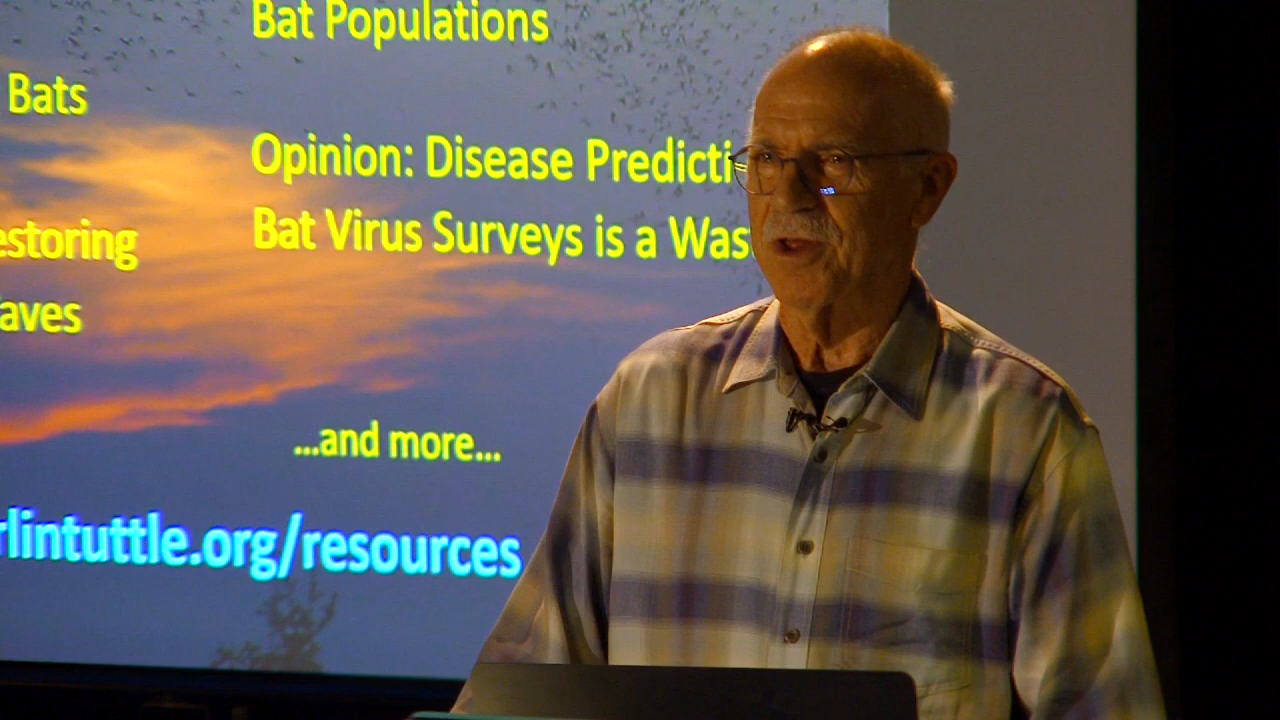 Bats
estoring
aves
Bat Populations
Opinion: Disease Predicti
Bat Virus Surveys is a Was
...and more...
rlintuttle.org/resources